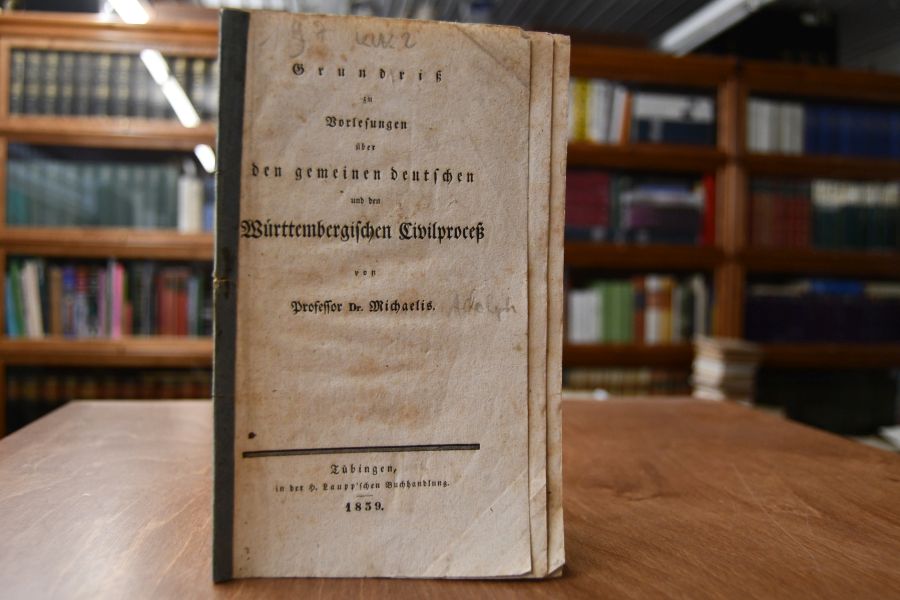 Grundriß
zu
Vorlesungen
über
den gemeinen deutschen
und den
Württembergischen Civilproceß
von
Professor Dr. Michaelis. Adolph
Tübingen,
in der H. Laupp'schen Buchhandlung.
1839.